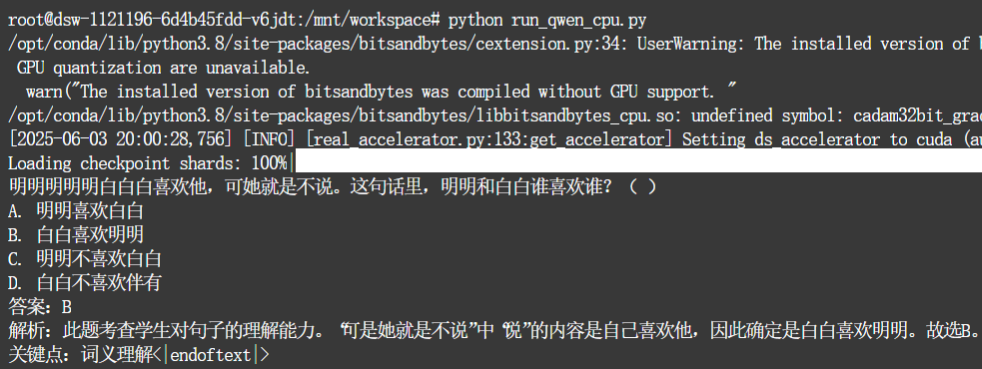 root@dsw-1121196-6d4b45fdd-v6jdt:/mnt/workspace# python run_qwen_cpu.py
/opt/conda/lib/python3.8/site-packages/bitsandbytes/cextension.py:34: UserWarning: The installed version of
GPU quantization are unavailable.
warn("The installed version of bitsandbytes was compiled without GPU support. "
/opt/conda/lib/python3.8/site-packages/bitsandbytes/libbitsandbytes_cpu.so: undefined symbol: cadam32bit_grad
[2025-06-03 20:00:28,756] [INFO] [real_accelerator.py:133:get_accelerator] Setting ds_accelerator to cuda (au
Loading checkpoint shards: 100%|
明明明明明白白白喜欢他，可她就是不说。这句话里，明明和白白谁喜欢谁？（ ）
A. 明明喜欢白白
B. 白白喜欢明明
C. 明明不喜欢白白
D. 白白不喜欢伴有
答案：B
解析：此题考查学生对句子的理解能力。“可是她就是不说”中“说”的内容是自己喜欢他，因此确定是白白喜欢明明。故选B。
关键点：词义理解<|endoftext|>